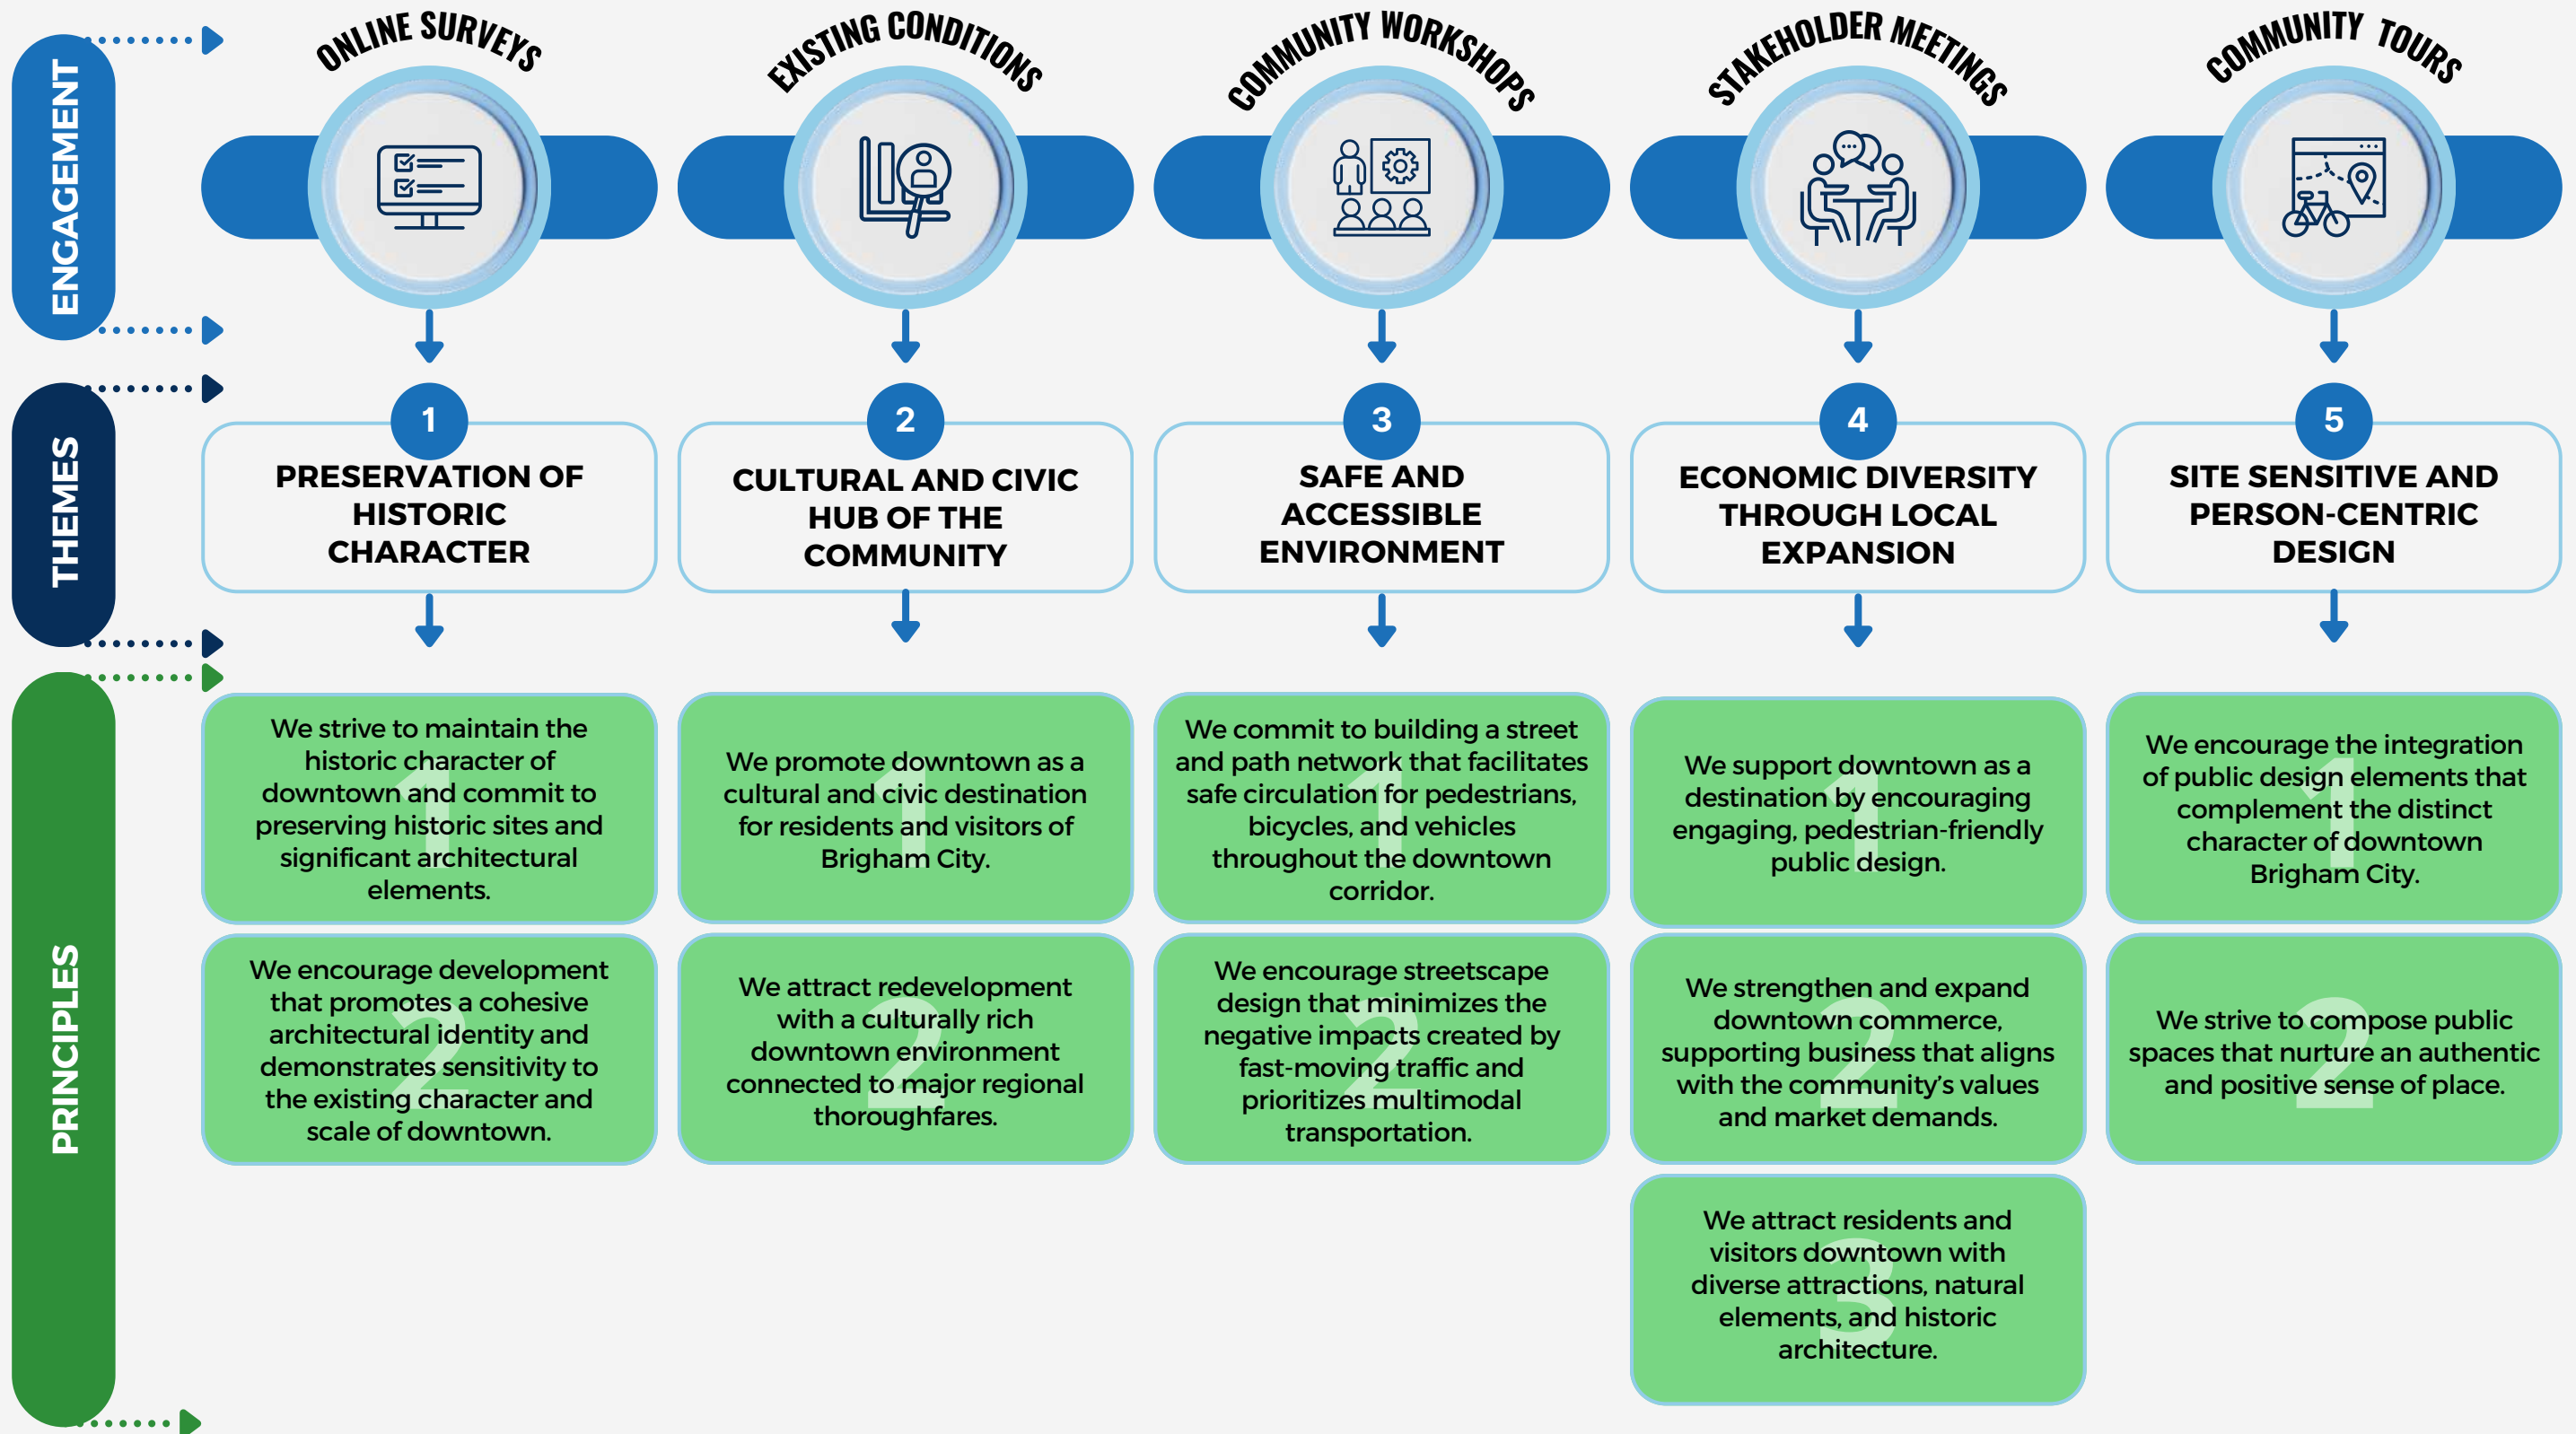 ENGAGEMENT
ONLINE SURVEYS
EXISTING CONDITIONS
COMMUNITY WORKSHOPS
STAKEHOLDER MEETINGS
COMMUNITY TOURS
THEMES
1
PRESERVATION OF
HISTORIC
CHARACTER
2
CULTURAL AND CIVIC
HUB OF THE
COMMUNITY
3
SAFE AND
ACCESSIBLE
ENVIRONMENT
4
ECONOMIC DIVERSITY
THROUGH LOCAL
EXPANSION
5
SITE SENSITIVE AND
PERSON-CENTRIC
DESIGN
PRINCIPLES
1
We strive to maintain the
historic character of
downtown and commit to
preserving historic sites and
significant architectural
elements.
1
We promote downtown as a
cultural and civic destination
for residents and visitors of
Brigham City.
1
We commit to building a street
and path network that facilitates
safe circulation for pedestrians,
bicycles, and vehicles
throughout the downtown
corridor.
1
We support downtown as a
destination by encouraging
engaging, pedestrian-friendly
public design.
1
We encourage the integration
of public design elements that
complement the distinct
character of downtown
Brigham City.
2
We encourage development
that promotes a cohesive
architectural identity and
demonstrates sensitivity to
the existing character and
scale of downtown.
2
We attract redevelopment
with a culturally rich
downtown environment
connected to major regional
thoroughfares.
2
We encourage streetscape
design that minimizes the
negative impacts created by
fast-moving traffic and
prioritizes multimodal
transportation.
2
We strengthen and expand
downtown commerce,
supporting business that aligns
with the community’s values
and market demands.
2
We strive to compose public
spaces that nurture an authentic
and positive sense of place.
3
We attract residents and
visitors downtown with
diverse attractions, natural
elements, and historic
architecture.